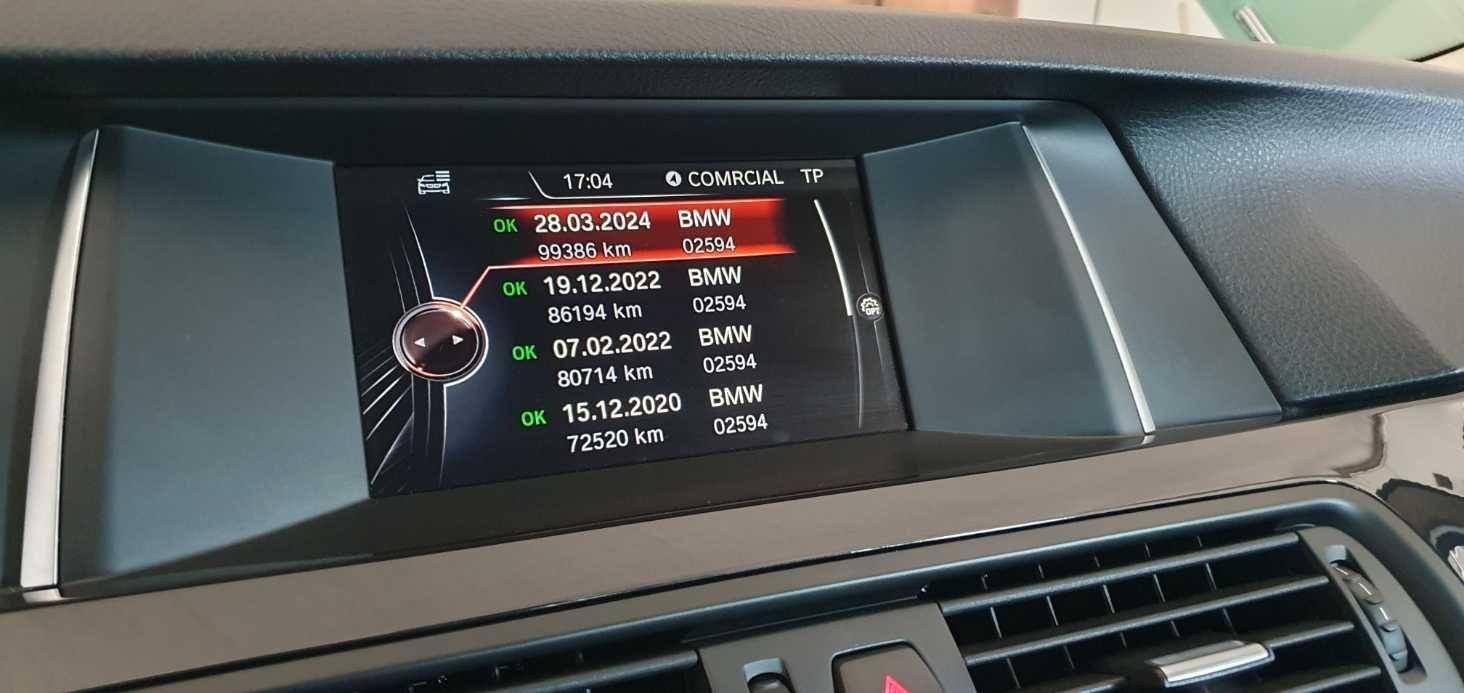 17:04 COMRCIAL TP
OK 28.03.2024 BMW
99386 km 02594
OK 19.12.2022 BMW
86194 km 02594
OK 07.02.2022 BMW
80714 km 02594
OK 15.12.2020 BMW
72520 km 02594
OPT